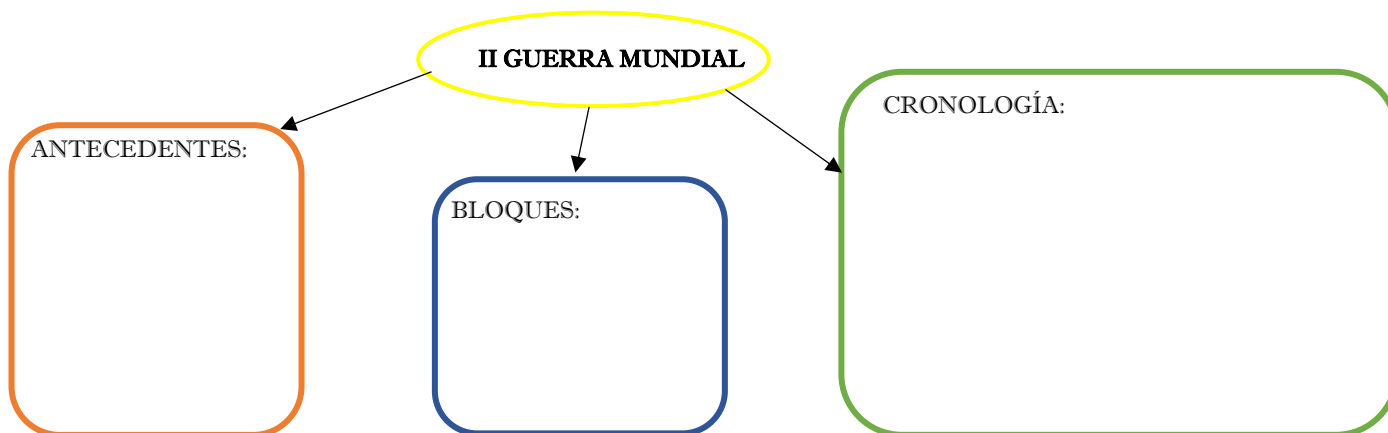 II GUERRA MUNDIAL
ANTECEDENTES:
BLOQUES:
CRONOLOGÍA: